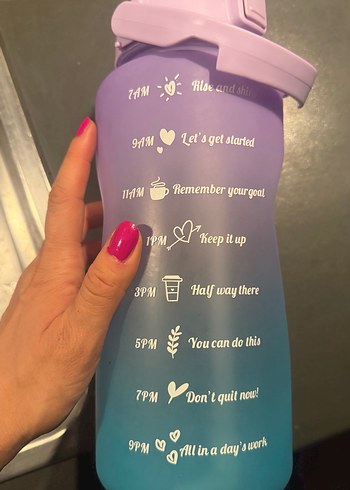 7AM Rise and shine
9AM Let's get started
11AM Remember your goal
1PM Keep it up
3PM Half way there
5PM You can do this
7PM Don't quit now!
9PM All in a day's work